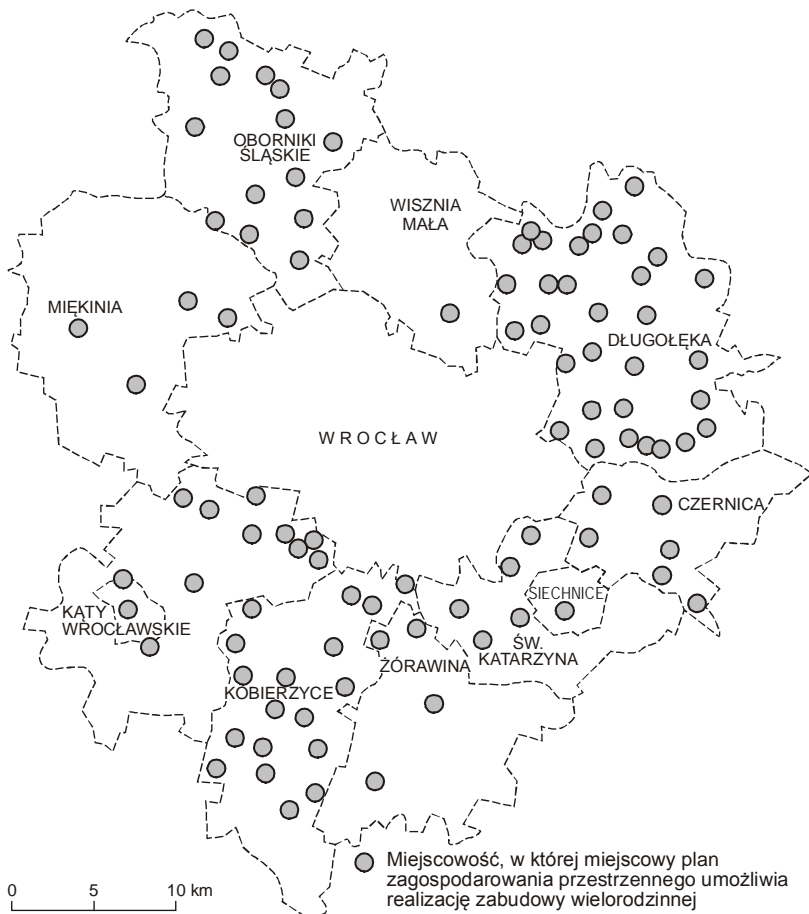 OBORNIKI
ŚLĄSKIE
WISZNIA
MAŁA
MIĘKINIA
DŁUGOŁĘKA
WROCŁAW
CZERNICA
SIECHNICE
KĄTY
WROCŁAWSKIE
ŚW.
KATARZYNA
ŻÓRAWINA
KOBIERZYCE
Miejscowość, w której miejscowy plan
zagospodarowania przestrzennego umożliwia
realizację zabudowy wielorodzinnej
0 5 10 km